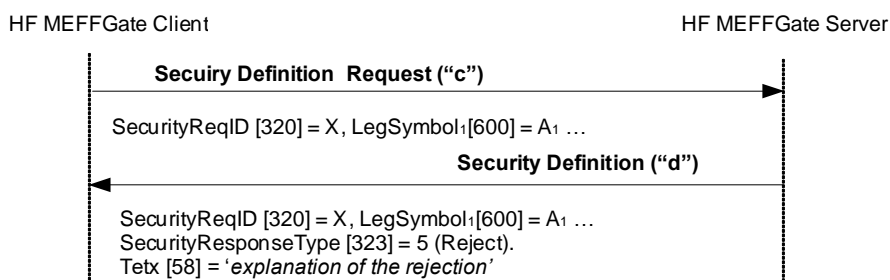 HF MEFFGate Client HF MEFFGate Server
Secuiry Definition Request (“c”)
SecurityReqID [320] = X, LegSymbol₁[600] = A₁ …
Security Definition (“d”)
SecurityReqID [320] = X, LegSymbol₁[600] = A₁ …
SecurityResponseType [323] = 5 (Reject).
Tetx [58] = ‘explanation of the rejection’